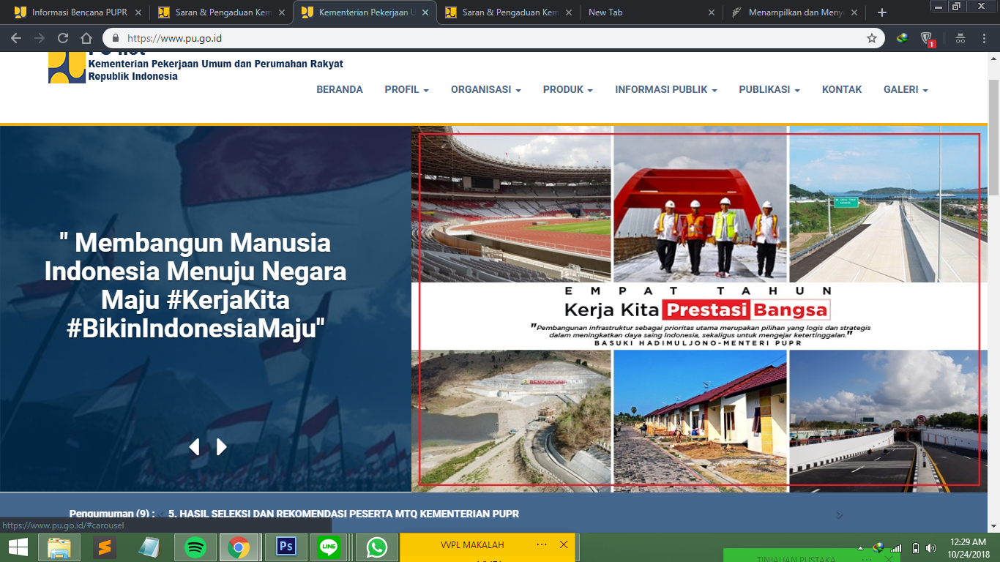 Informasi Bencana PUPR
Saran & Pengaduan Kem
Kementerian Pekerjaan U
Saran & Pengaduan Kem
New Tab
Menampilkan dan Meny
https://www.pu.go.id
1
PU-net
Kementerian Pekerjaan Umum dan Perumahan Rakyat
Republik Indonesia
BERANDA PROFIL ORGANISASI PRODUK INFORMASI PUBLIK PUBLIKASI KONTAK GALERI
" Membangun Manusia
Indonesia Menuju Negara
Maju #KerjaKita
#BikinIndonesiaMaju"
EMPAT TAHUN
Kerja Kita Prestasi Bangsa
"Pembangunan infrastruktur sebagai prioritas utama merupakan pilihan yang logis dan strategis
dalam meningkatkan daya saing Indonesia, sekaligus untuk mengejar ketertinggalan."
BASUKI HADIMULJONO-MENTERI PUPR
BENDUNGAN
Pengumuman (9) : 5. HASIL SELEKSI DAN REKOMENDASI PESERTA MTQ KEMENTERIAN PUPR
https://www.pu.go.id/#carousel
Ps
LINE
VVPL MAKALAH
TINJAUAN PUSTAKA
12:29 AM
10/24/2018